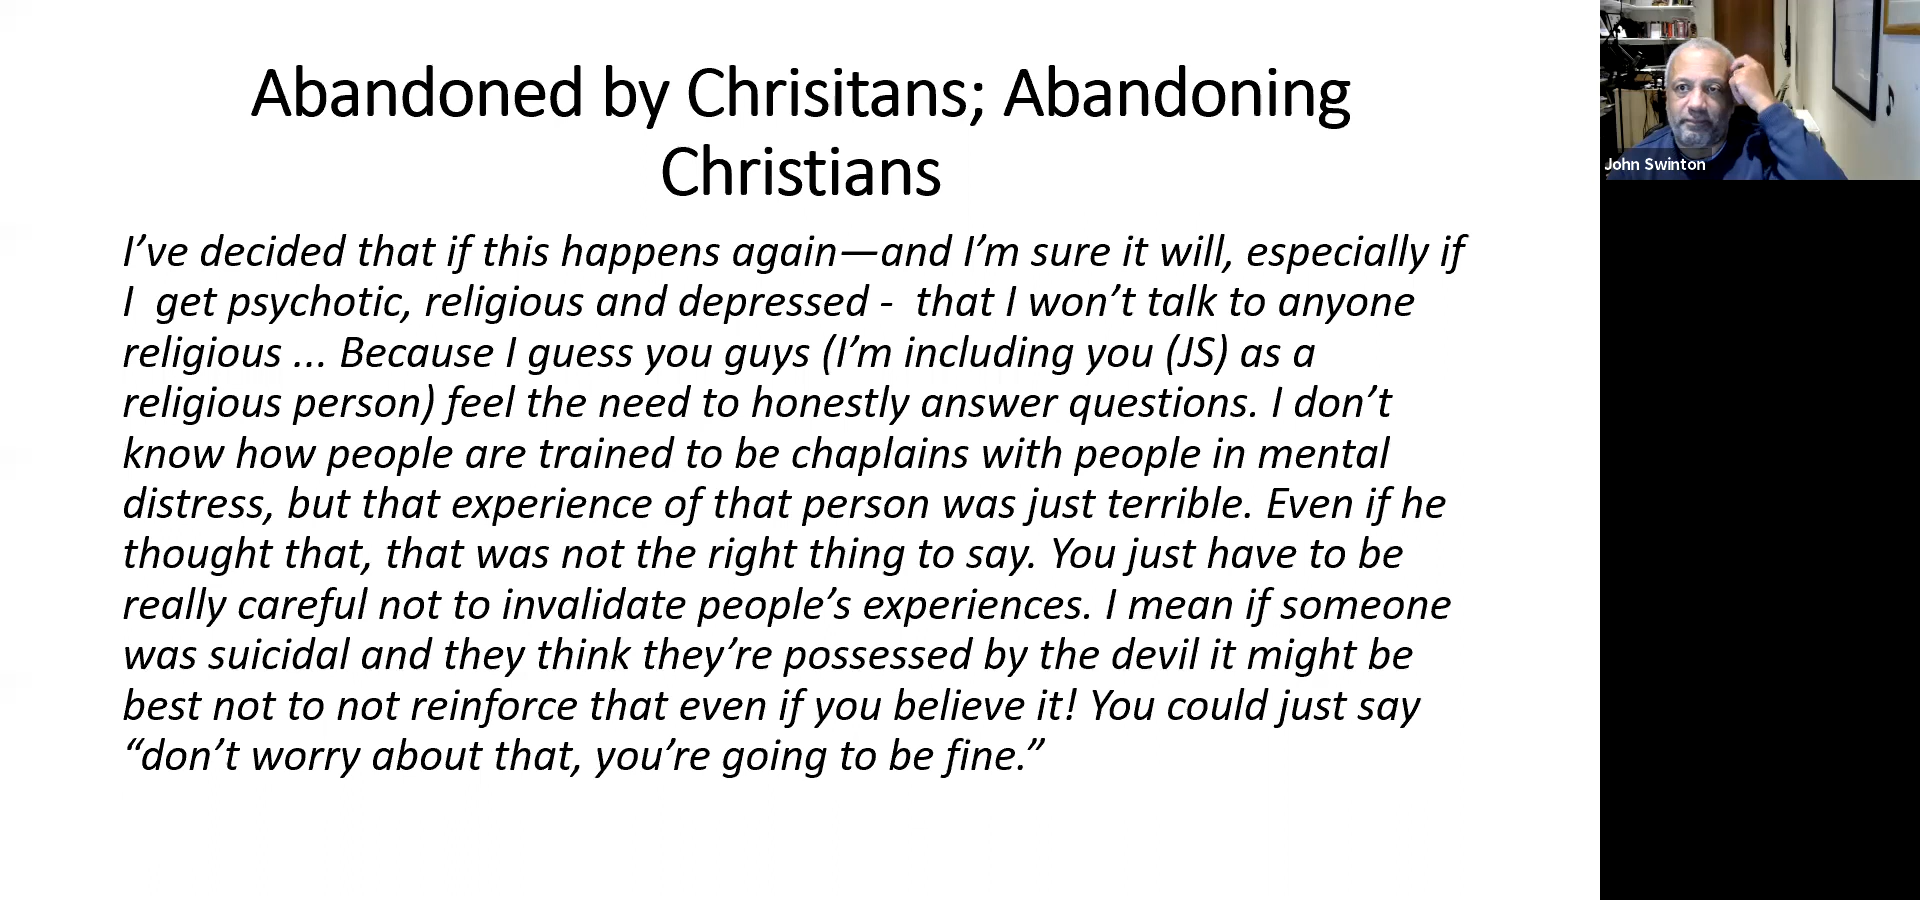 Abandoned by Chrisitans; Abandoning
Christians
I’ve decided that if this happens again—and I’m sure it will, especially if
I  get psychotic, religious and depressed -  that I won’t talk to anyone
religious ... Because I guess you guys (I’m including you (JS) as a
religious person) feel the need to honestly answer questions. I don’t
know how people are trained to be chaplains with people in mental
distress, but that experience of that person was just terrible. Even if he
thought that, that was not the right thing to say. You just have to be
really careful not to invalidate people’s experiences. I mean if someone
was suicidal and they think they’re possessed by the devil it might be
best not to not reinforce that even if you believe it! You could just say
“don’t worry about that, you’re going to be fine.”
John Swinton